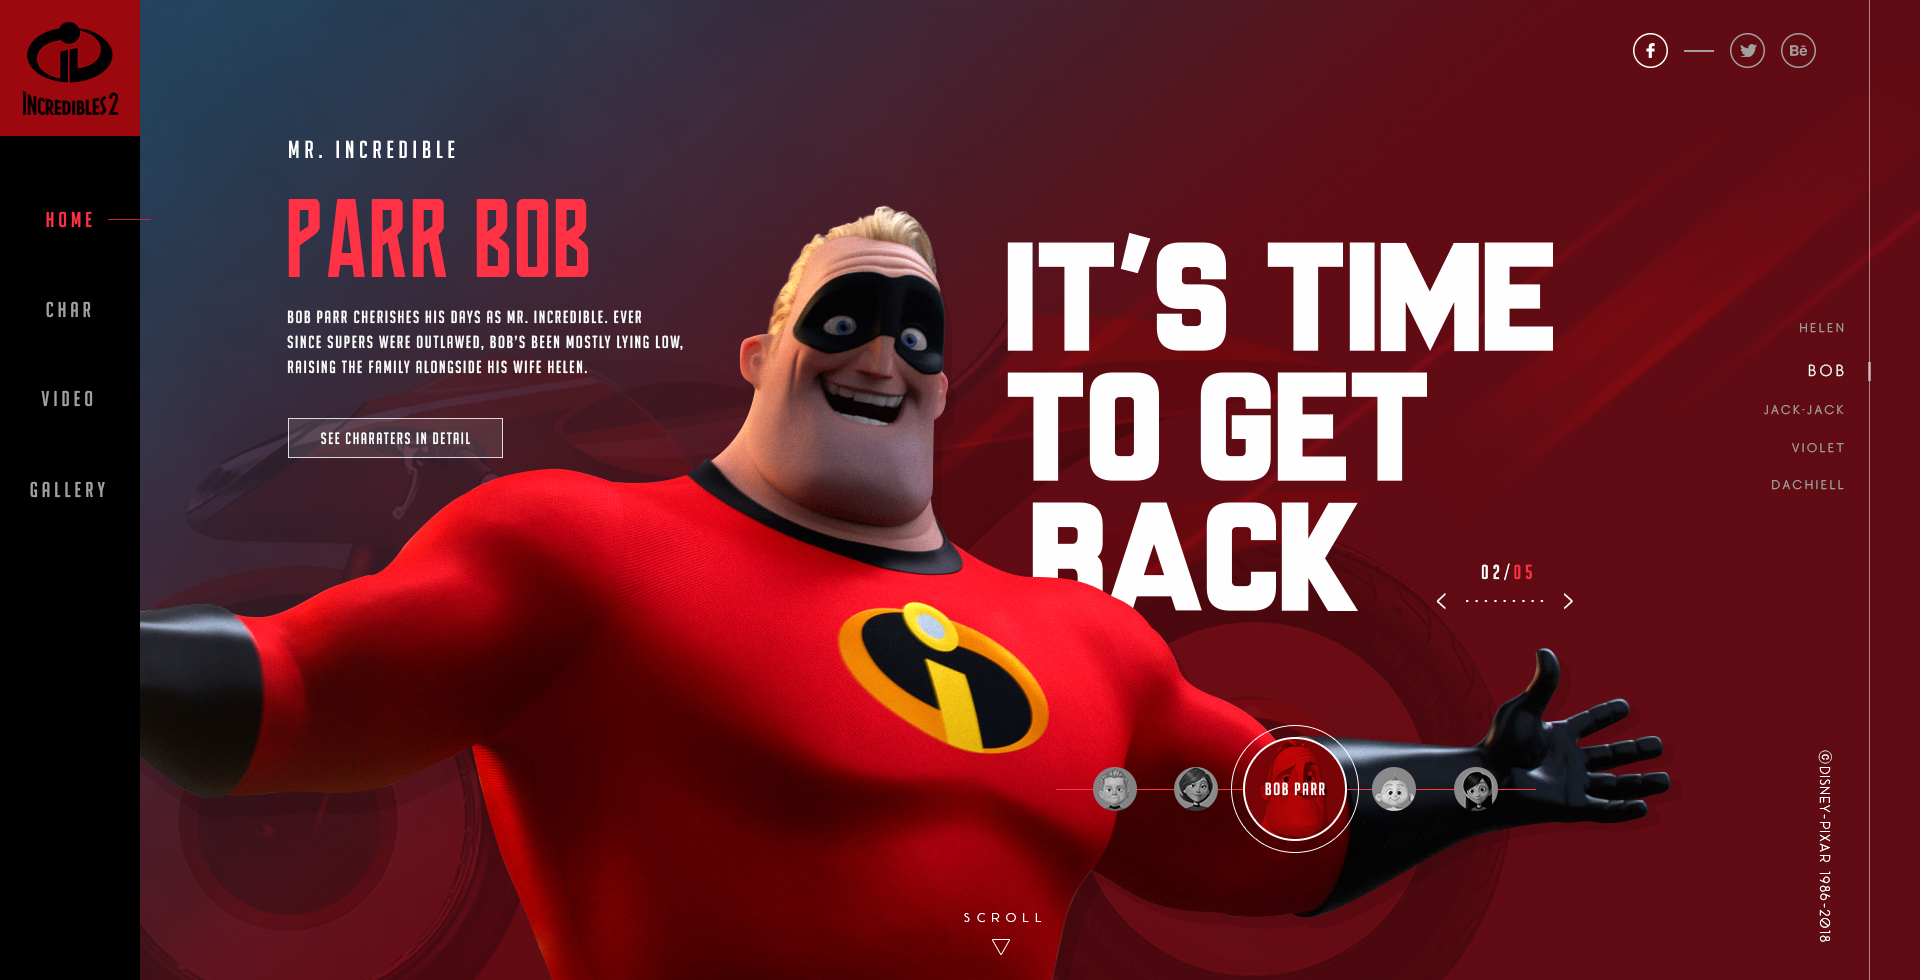 INCREDIBLES 2
HOME
CHAR
VIDEO
GALLERY
MR. INCREDIBLE
PARR BOB
BOB PARR CHERISHES HIS DAYS AS MR. INCREDIBLE. EVER
SINCE SUPERS WERE OUTLAWED, BOB'S BEEN MOSTLY LYING LOW,
RAISING THE FAMILY ALONGSIDE HIS WIFE HELEN.
SEE CHARATERS IN DETAIL
IT'S TIME
TO GET
BACK
02/05
f
Bē
HELEN
BOB
JACK-JACK
VIOLET
DACHIELL
BOB PARR
SCROLL
©DISNEY-PIXAR 1986-2018